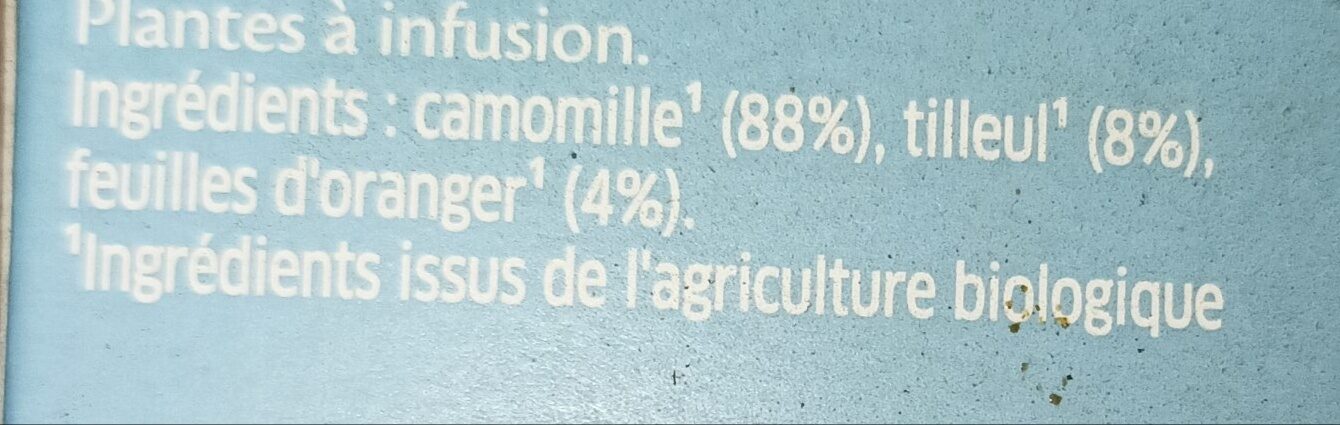 Plantes à infusion.
Ingrédients : camomille¹ (88%), tilleul¹ (8%),
feuilles d'oranger¹ (4%).
¹Ingrédients issus de l'agriculture biologique